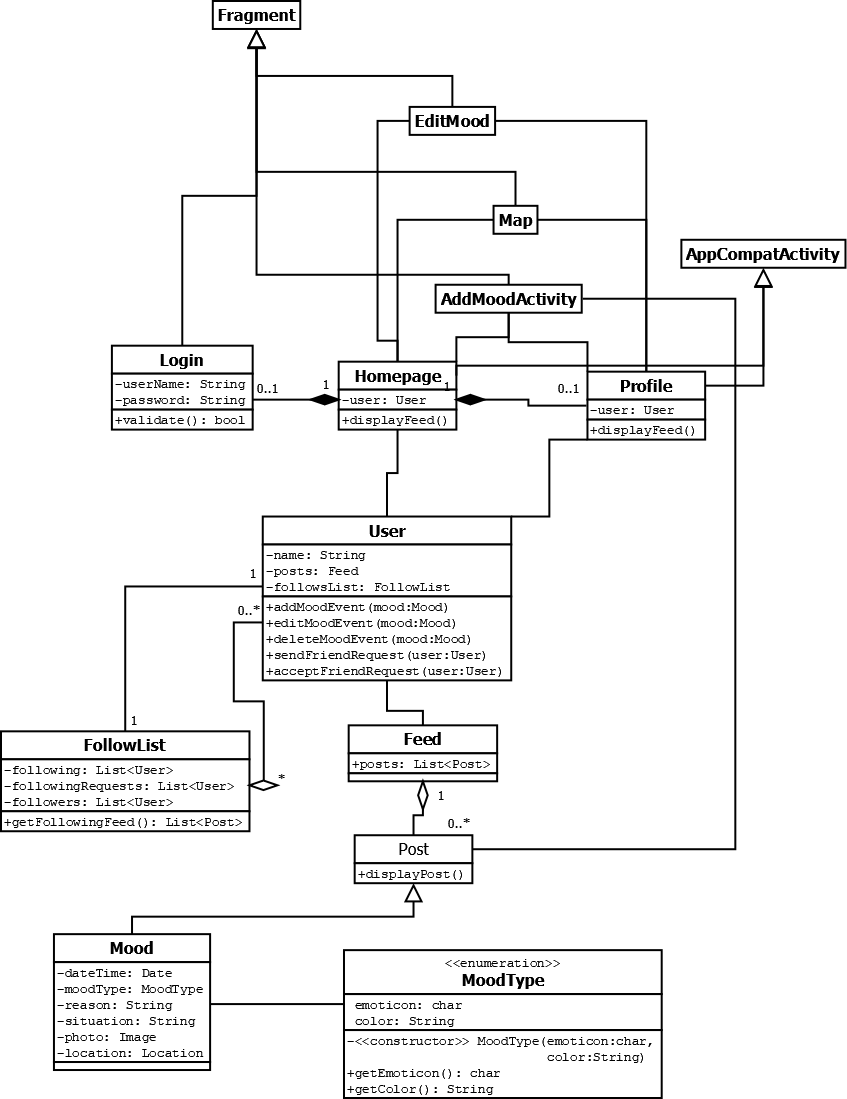 Fragment
EditMood
Map
AppCompatActivity
AddMoodActivity
Login
-userName: String
-password: String
+validate(): bool
0..1
1
Homepage
-user: User
+displayFeed()
1
0..1
Profile
-user: User
+displayFeed()
User
-name: String
-posts: Feed
-followsList: FollowList
+addMoodEvent(mood:Mood)
+editMoodEvent(mood:Mood)
+deleteMoodEvent(mood:Mood)
+sendFriendRequest(user:User)
+acceptFriendRequest(user:User)
1
0..*
1
FollowList
-following: List<User>
-followingRequests: List<User>
-followers: List<User>
+getFollowingFeed(): List<Post>
*
Feed
+posts: List<Post>
1
0..*
Post
+displayPost()
Mood
-dateTime: Date
-moodType: MoodType
-reason: String
-situation: String
-photo: Image
-location: Location
<<enumeration>>
MoodType
emoticon: char
color: String
-<<constructor>> MoodType(emoticon:char,
color:String)
+getEmoticon(): char
+getColor(): String